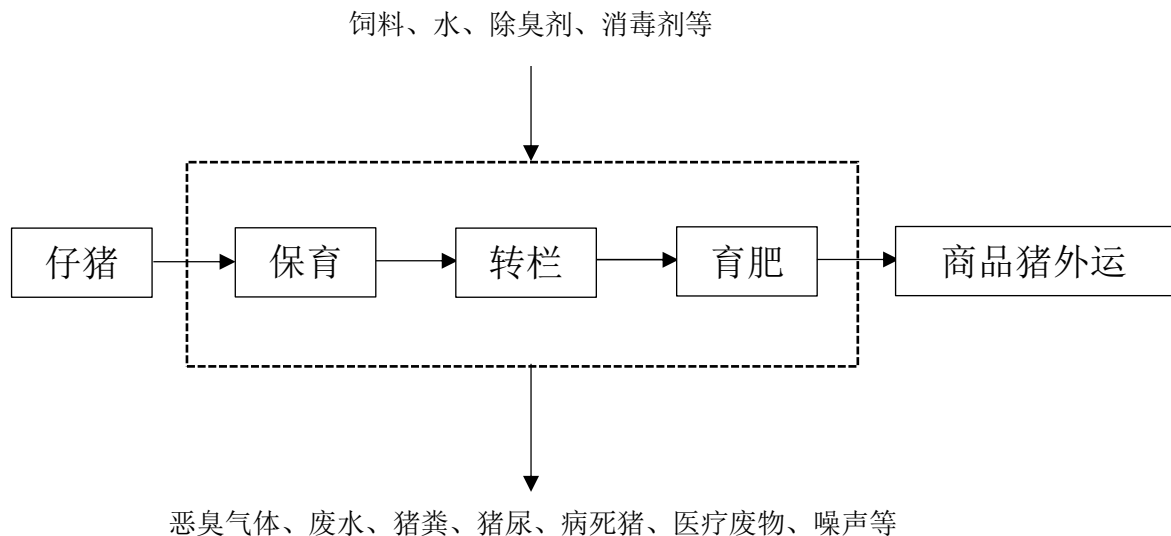 饲料、水、除臭剂、消毒剂等
仔猪
保育
转栏
育肥
商品猪外运
恶臭气体、废水、猪粪、猪尿、病死猪、医疗废物、噪声等